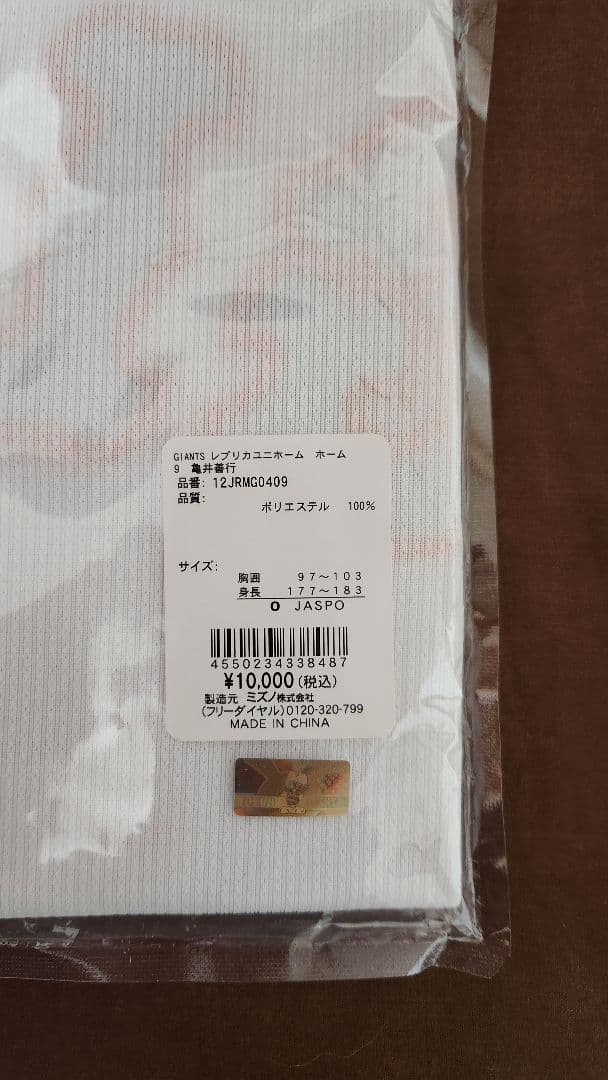 GIANTS レプリカユニホーム ホーム
9 亀井善行
品番: 12JRMG0409
品質:
ポリエステル 100%
サイズ:
胸囲 97～103
身長 177～183
O JASPO
4550234338487
¥10,000(税込)
製造元 ミズノ株式会社
(フリーダイヤル)0120-320-799
MADE IN CHINA